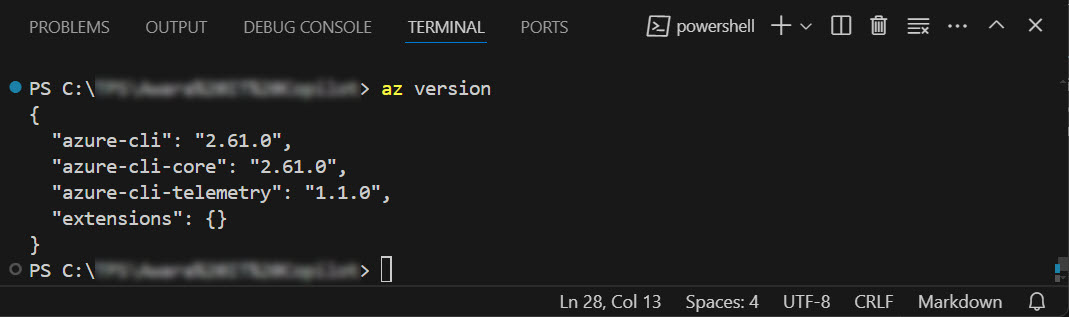 PROBLEMS OUTPUT DEBUG CONSOLE TERMINAL PORTS powershell
PS C:\ > az version
{
"azure-cli": "2.61.0",
"azure-cli-core": "2.61.0",
"azure-cli-telemetry": "1.1.0",
"extensions": {}
}
PS C:\ >
Ln 28, Col 13 Spaces: 4 UTF-8 CRLF Markdown